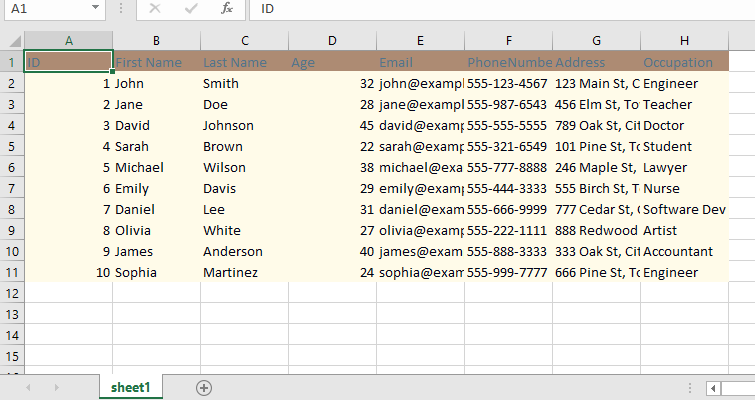 A1 fx ID
A B C D E F G H
1 ID First Name Last Name Age Email PhoneNumbe Address Occupation
2 1 John Smith 32 john@exampl 555-123-4567 123 Main St, C Engineer
3 2 Jane Doe 28 jane@exampl 555-987-6543 456 Elm St, To Teacher
4 3 David Johnson 45 david@examp 555-555-5555 789 Oak St, Cit Doctor
5 4 Sarah Brown 22 sarah@examp 555-321-6549 101 Pine St, To Student
6 5 Michael Wilson 38 michael@exa 555-777-8888 246 Maple St, Lawyer
7 6 Emily Davis 29 emily@examp 555-444-3333 555 Birch St, T Nurse
8 7 Daniel Lee 31 daniel@exam 555-666-9999 777 Cedar St, Software Dev
9 8 Olivia White 27 olivia@examp 555-222-1111 888 Redwood Artist
10 9 James Anderson 40 james@exam 555-888-3333 333 Oak St, Cit Accountant
11 10 Sophia Martinez 24 sophia@exam 555-999-7777 666 Pine St, To Engineer
12
13
14
15
sheet1